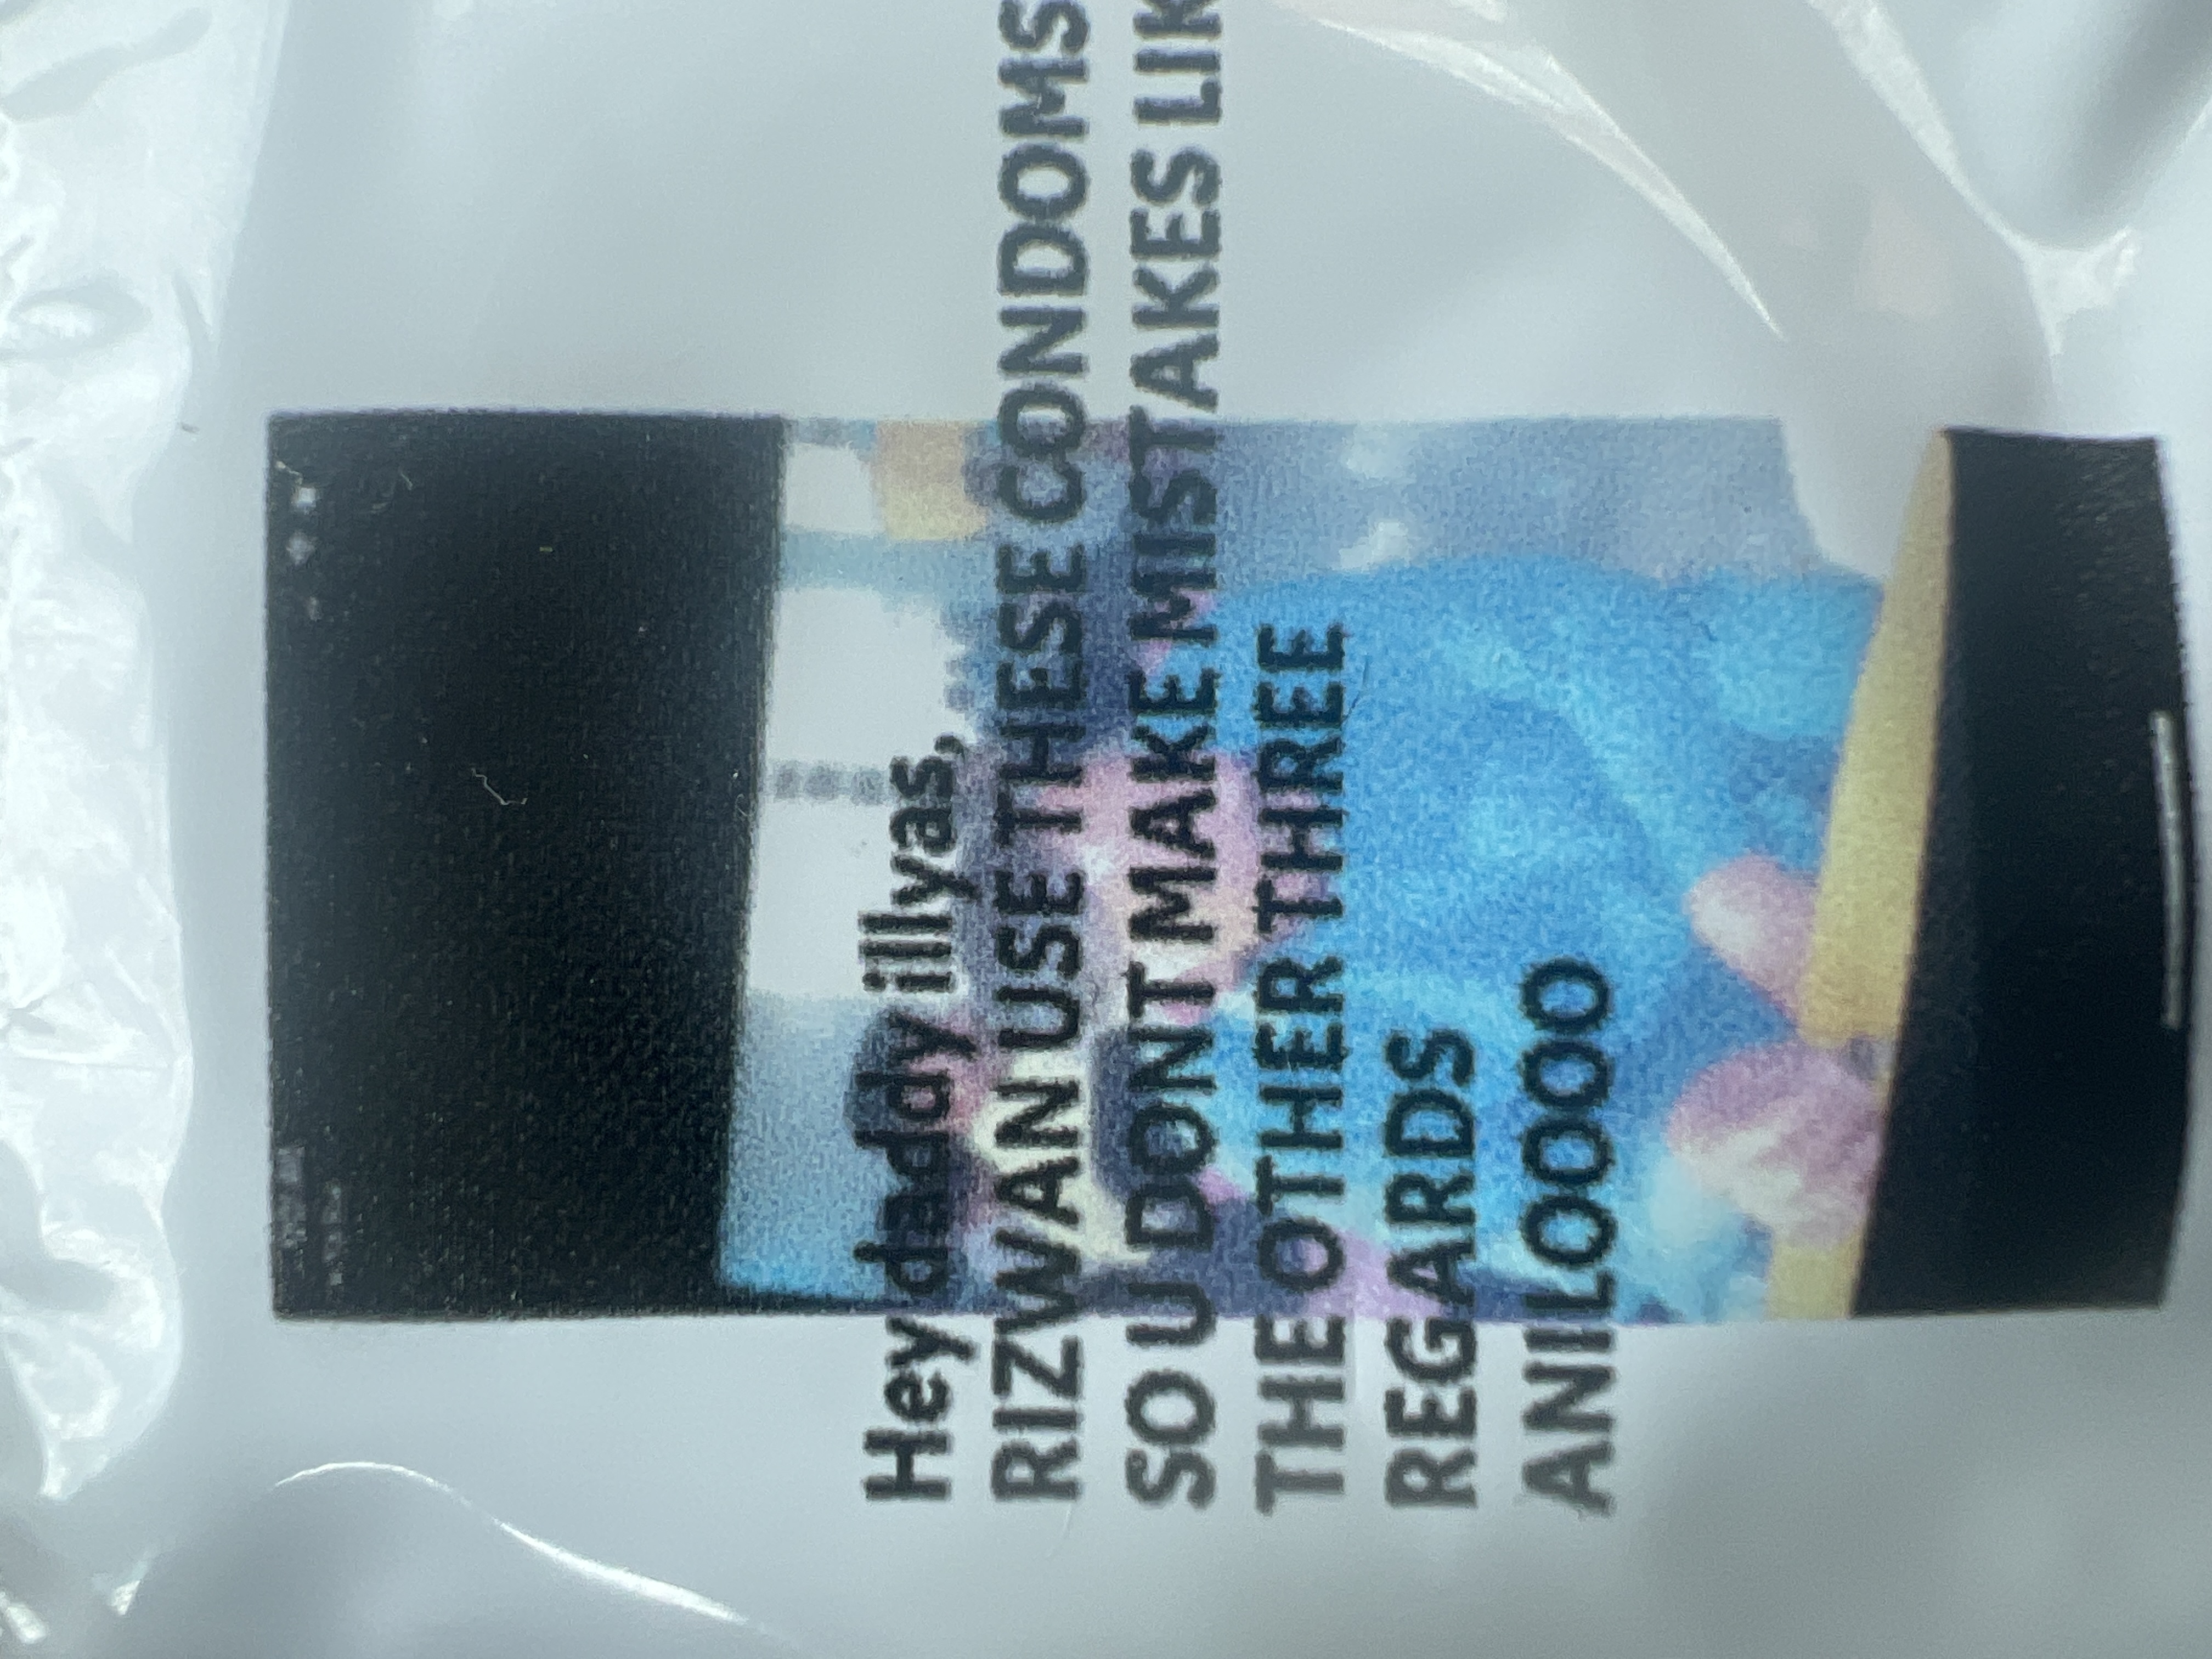 Hey daddy illyas,
RIZWAN USE THESE CONDOMS
SO U DONT MAKE MISTAKES LIK
THE OTHER THREE
REGARDS
ANILOOOO